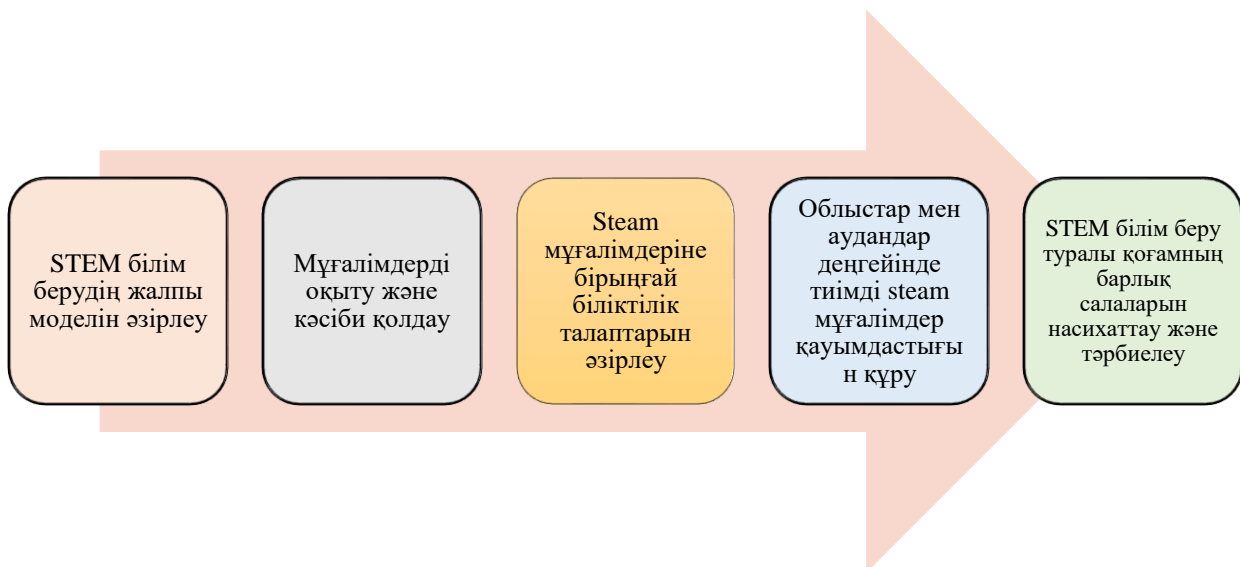 STEM білім
берудің жалпы
моделін әзірлеу
Мұғалімдерді
оқыту және
кәсіби қолдау
Steam
мұғалімдеріне
бірыңғай
біліктілік
талаптарын
әзірлеу
Облыстар мен
аудандар
деңгейінде
тиімді steam
мұғалімдер
қауымдастығы
н құру
STEM білім беру
туралы қоғамның
барлық
салаларын
насихаттау және
тәрбиелеу